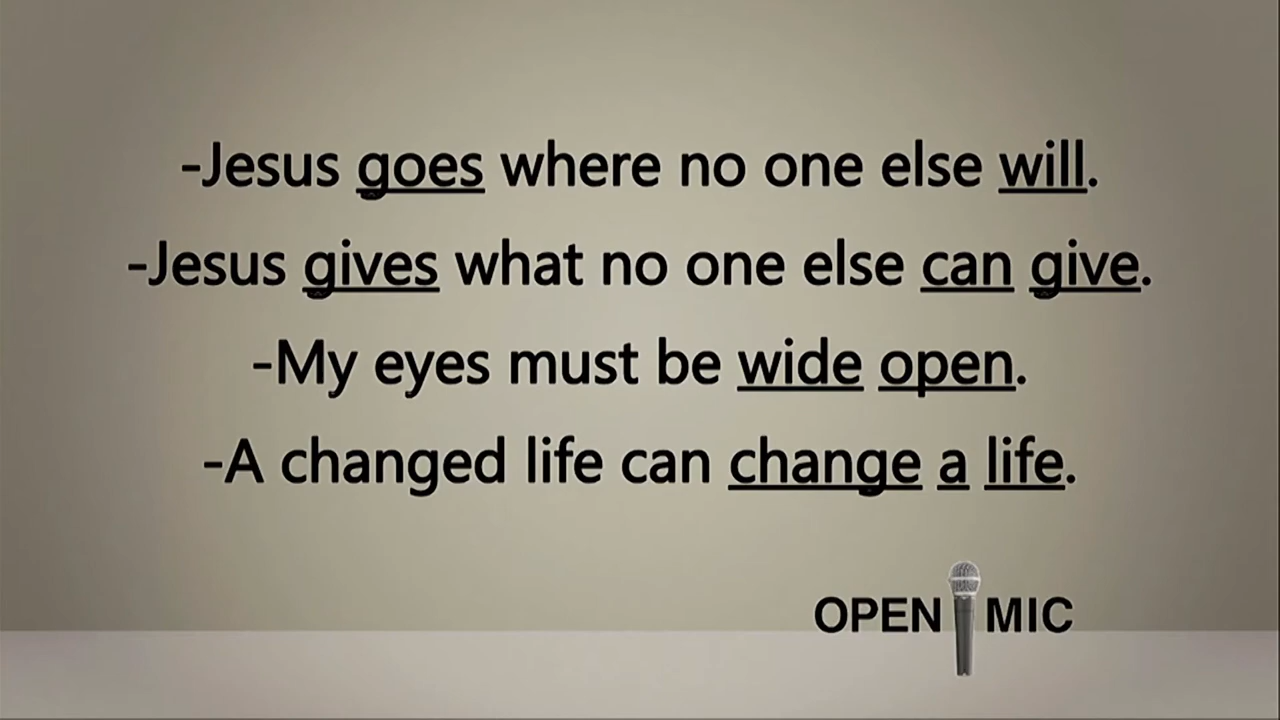 -Jesus goes where no one else will.
-Jesus gives what no one else can give.
-My eyes must be wide open.
-A changed life can change a life.
OPEN MIC